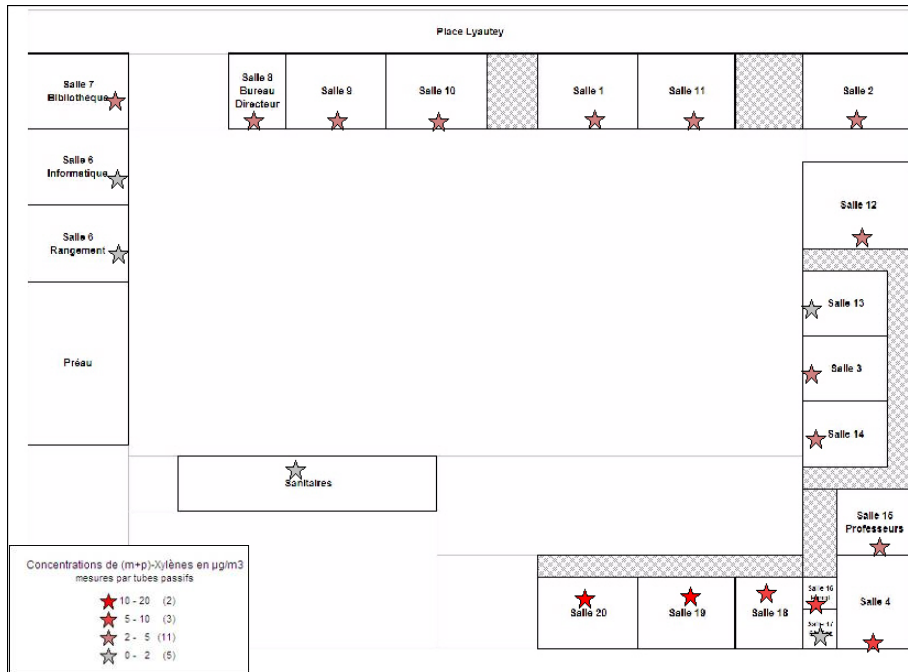 Place Lyautey
Salle 7
Bibliothèque
Salle 8
Bureau
Directeur
Salle 9
Salle 10
Salle 1
Salle 11
Salle 2
Salle 6
Informatique
Salle 12
Salle 6
Rangement
Salle 13
Préau
Salle 3
Salle 14
Sanitaires
Salle 15
Professeurs
Salle 20
Salle 19
Salle 18
Salle 16
Salle 17
Salle 4
Concentrations de (m+p)-Xylènes en µg/m3
mesures par tubes passifs
10 - 20 (2)
5 - 10 (3)
2 - 5 (11)
0 - 2 (5)